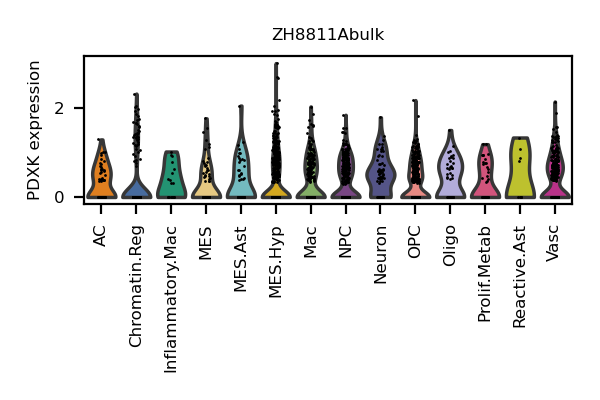 ZH8811Abulk
PDXK expression
2
0
AC
Chromatin.Reg
Inflammatory.Mac
MES
MES.Ast
MES.Hyp
Mac
NPC
Neuron
OPC
Oligo
Prolif.Metab
Reactive.Ast
Vasc